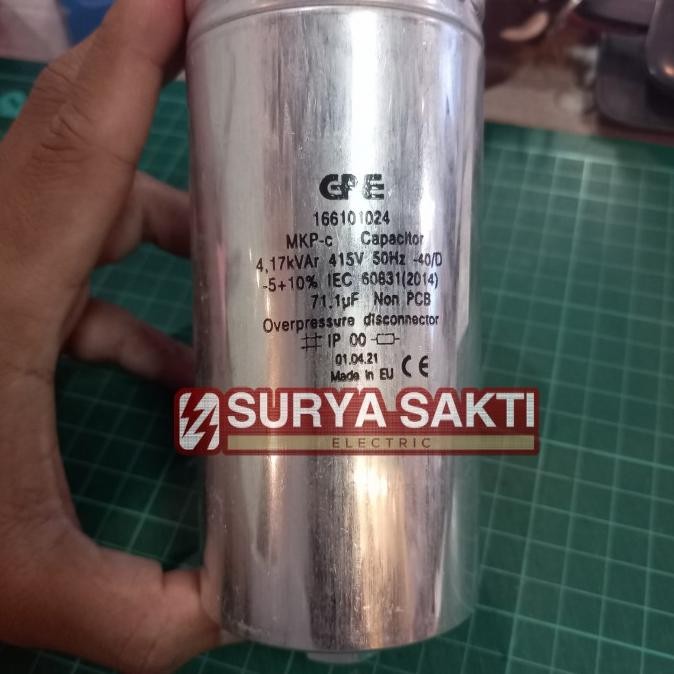 GPE
166101024
MKP-c Capacitor
4,17kVAr 415V 50Hz -40/D
-5+10% IEC 60831(2014)
71.1µF Non PCB
Overpressure disconnector
IP 00
01.04.21
Made in EU CE
SURYA SAKTI
ELECTRIC